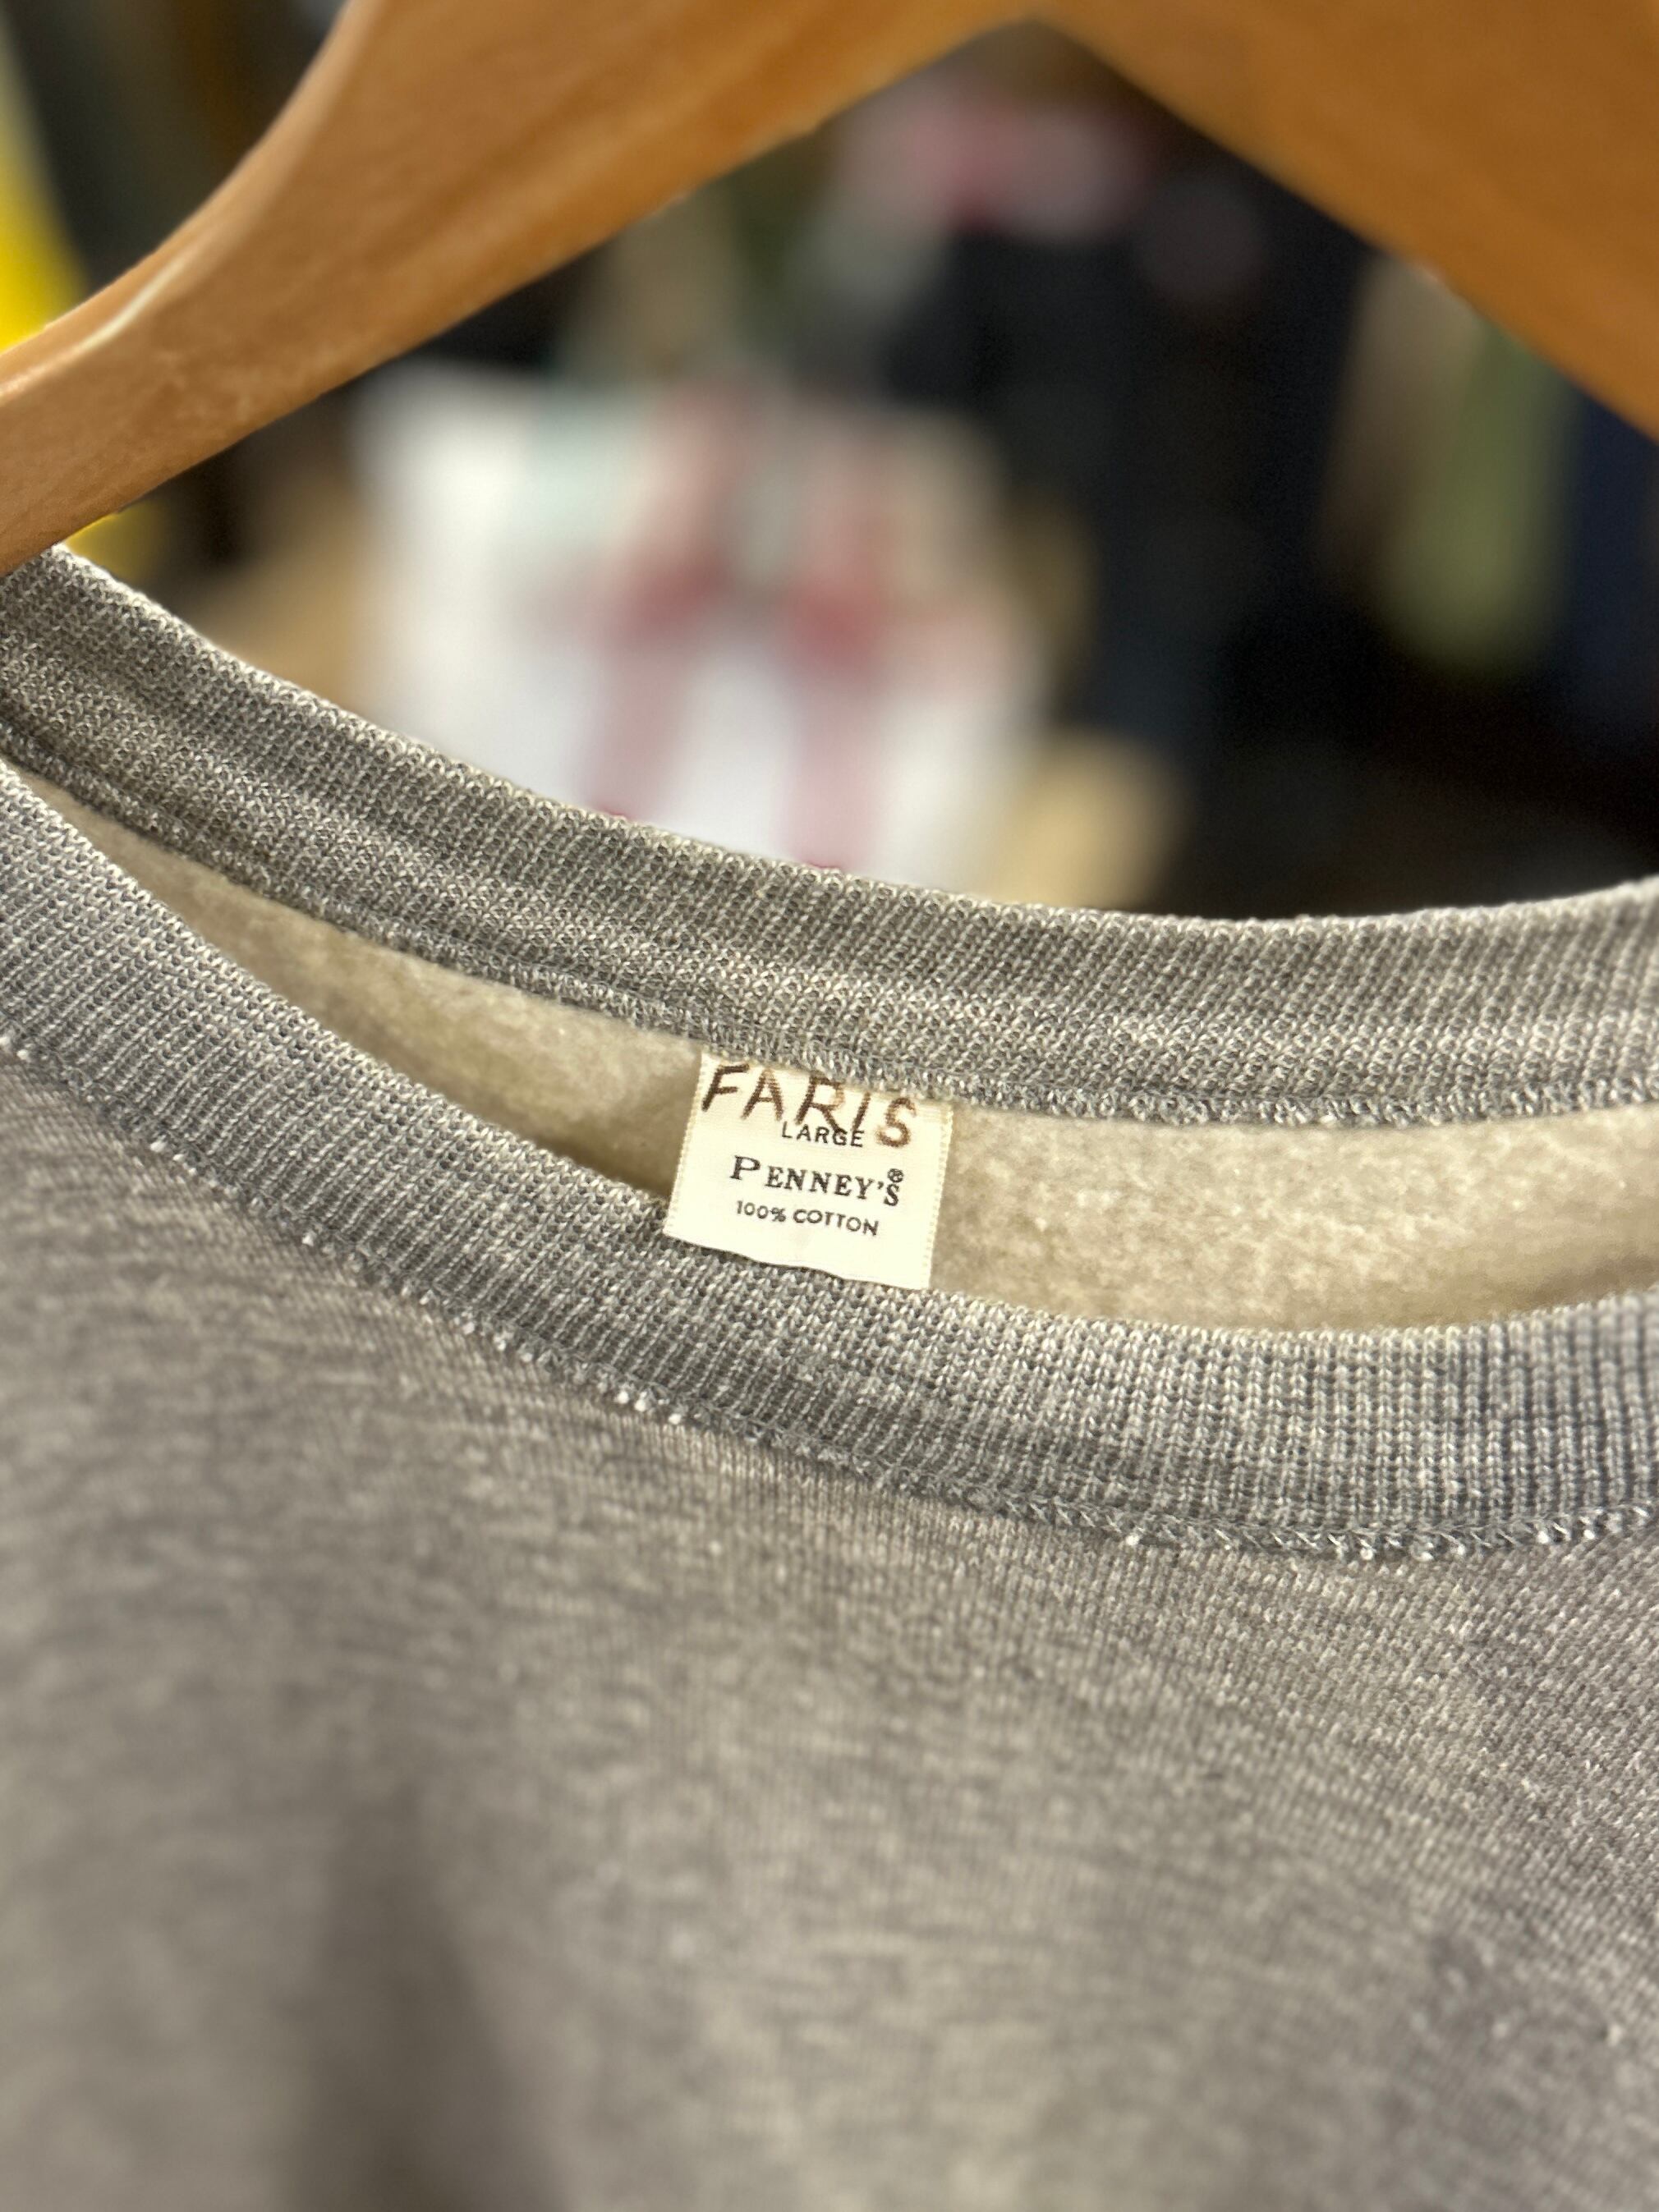 FARIS
LARGE
PENNEY'S®
100% COTTON